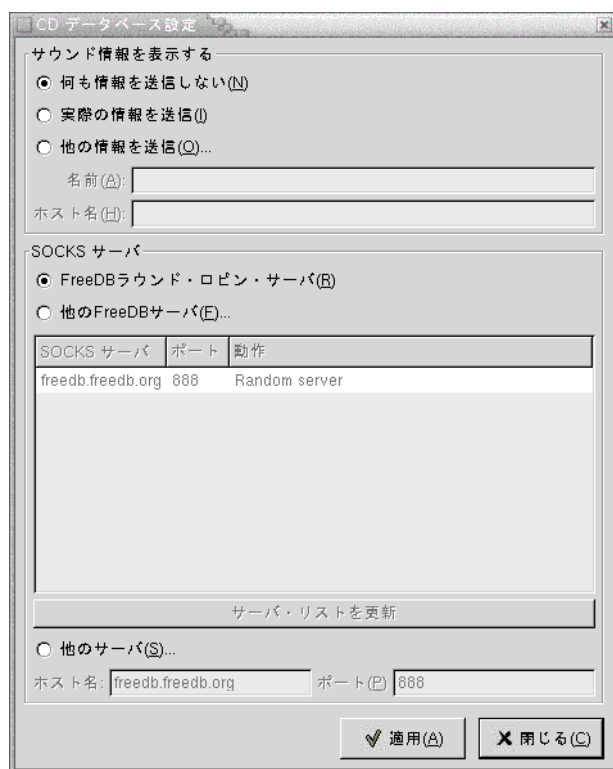 CD データベース設定
サウンド情報を表示する
何も情報を送信しない(N)
実際の情報を送信(I)
他の情報を送信(O)...
名前(A):
ホスト名(H):
SOCKS サーバ
FreeDBラウンド・ロビン・サーバ(R)
他のFreeDBサーバ(F)...
SOCKS サーバ ポート 動作
freedb.freedb.org 888 Random server
サーバ・リストを更新
他のサーバ(S)...
ホスト名: freedb.freedb.org ポート(P) 888
適用(A) 閉じる(C)